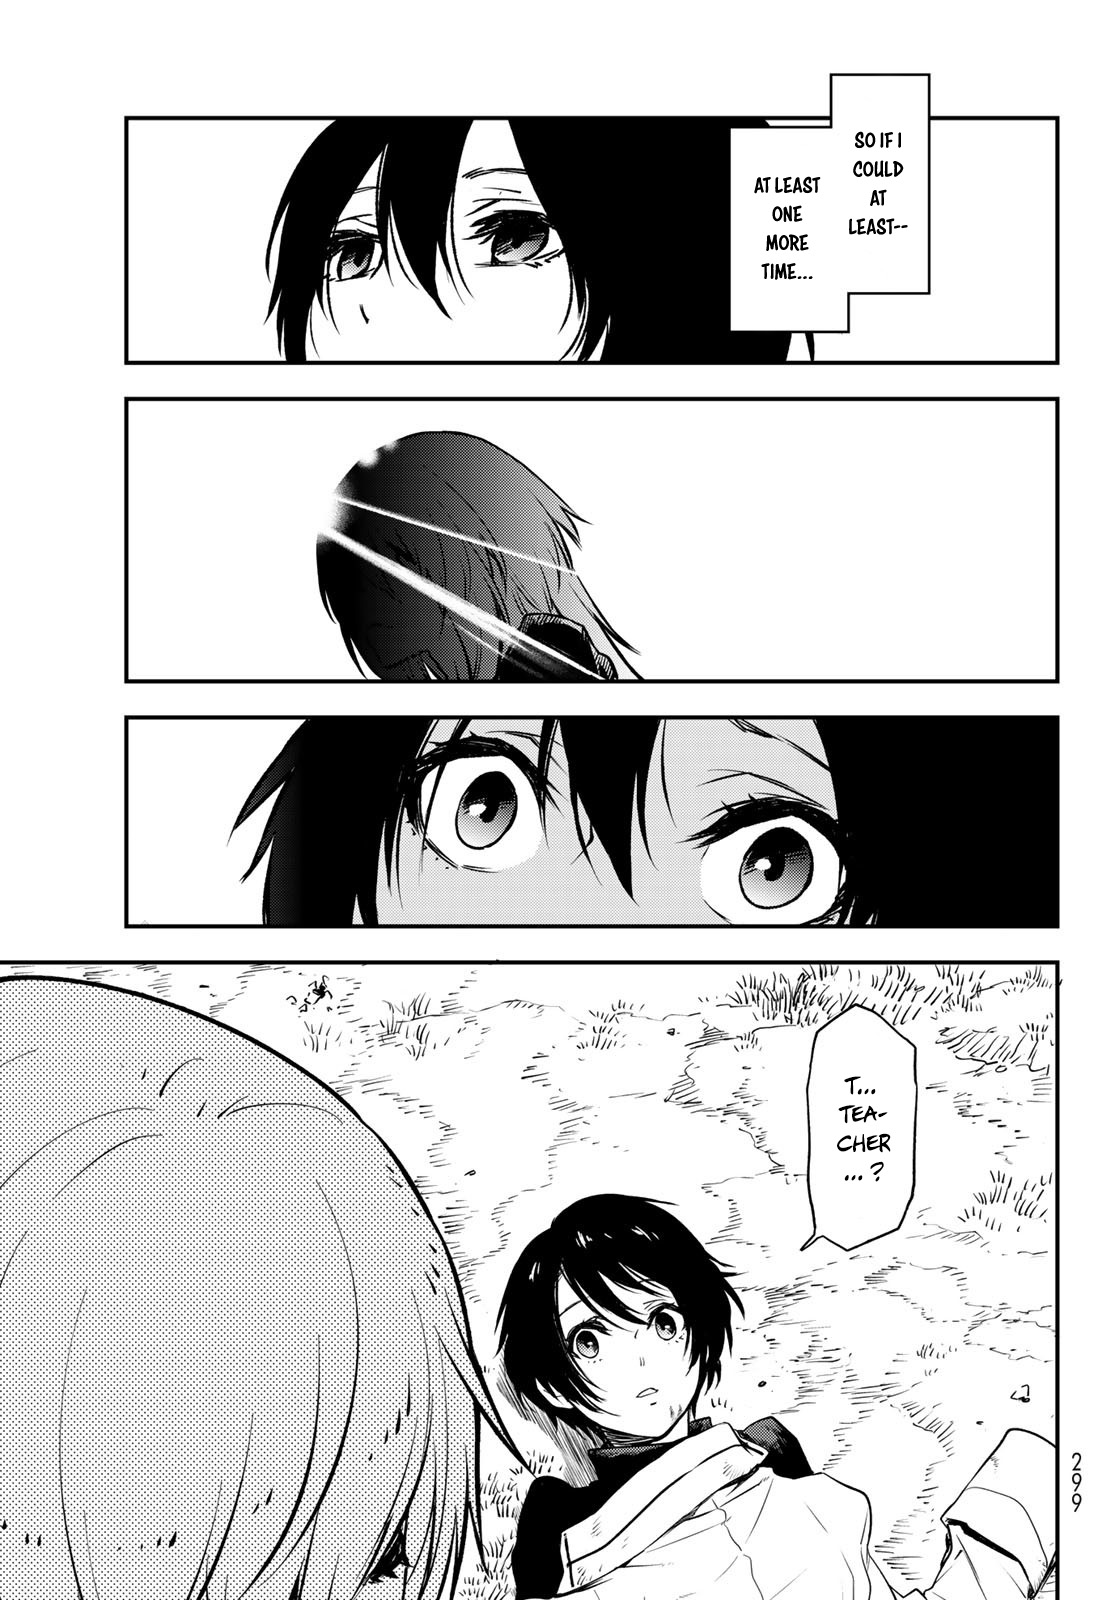 SO IF I
COULD
AT
LEAST--
AT LEAST
ONE
MORE
TIME...
T...
TEA-
CHER
...?
299